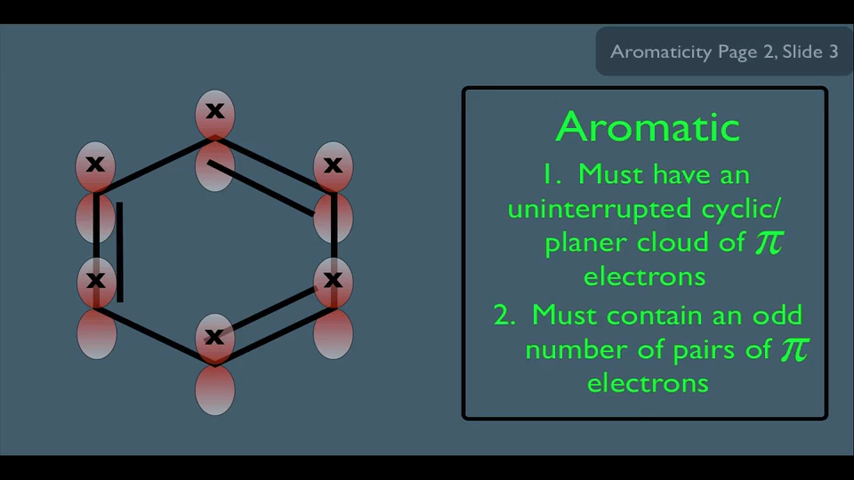 Aromaticity Page 2, Slide 3
Aromatic
1. Must have an
uninterrupted cyclic/
planer cloud of π
electrons
2. Must contain an odd
number of pairs of π
electrons
x
x
x
x
x
x